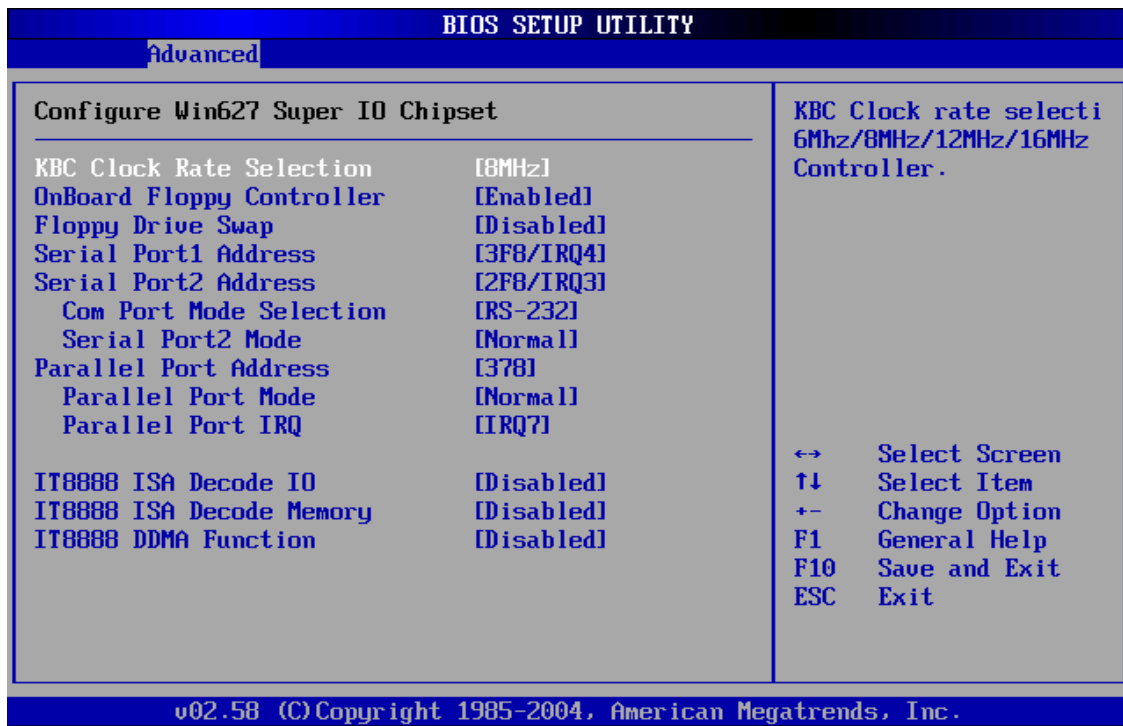 BIOS SETUP UTILITY
Advanced
Configure Win627 Super IO Chipset
KBC Clock Rate Selection [8MHz]
OnBoard Floppy Controller [Enabled]
Floppy Drive Swap [Disabled]
Serial Port1 Address [3F8/IRQ4]
Serial Port2 Address [2F8/IRQ3]
Com Port Mode Selection [RS-232]
Serial Port2 Mode [Normal]
Parallel Port Address [378]
Parallel Port Mode [Normal]
Parallel Port IRQ [IRQ7]
IT8888 ISA Decode IO [Disabled]
IT8888 ISA Decode Memory [Disabled]
IT8888 DDMA Function [Disabled]
KBC Clock rate selecti
6Mhz/8MHz/12MHz/16MHz
Controller.
↔ Select Screen
↑↓ Select Item
+- Change Option
F1 General Help
F10 Save and Exit
ESC Exit
v02.58 (C)Copyright 1985-2004, American Megatrends, Inc.